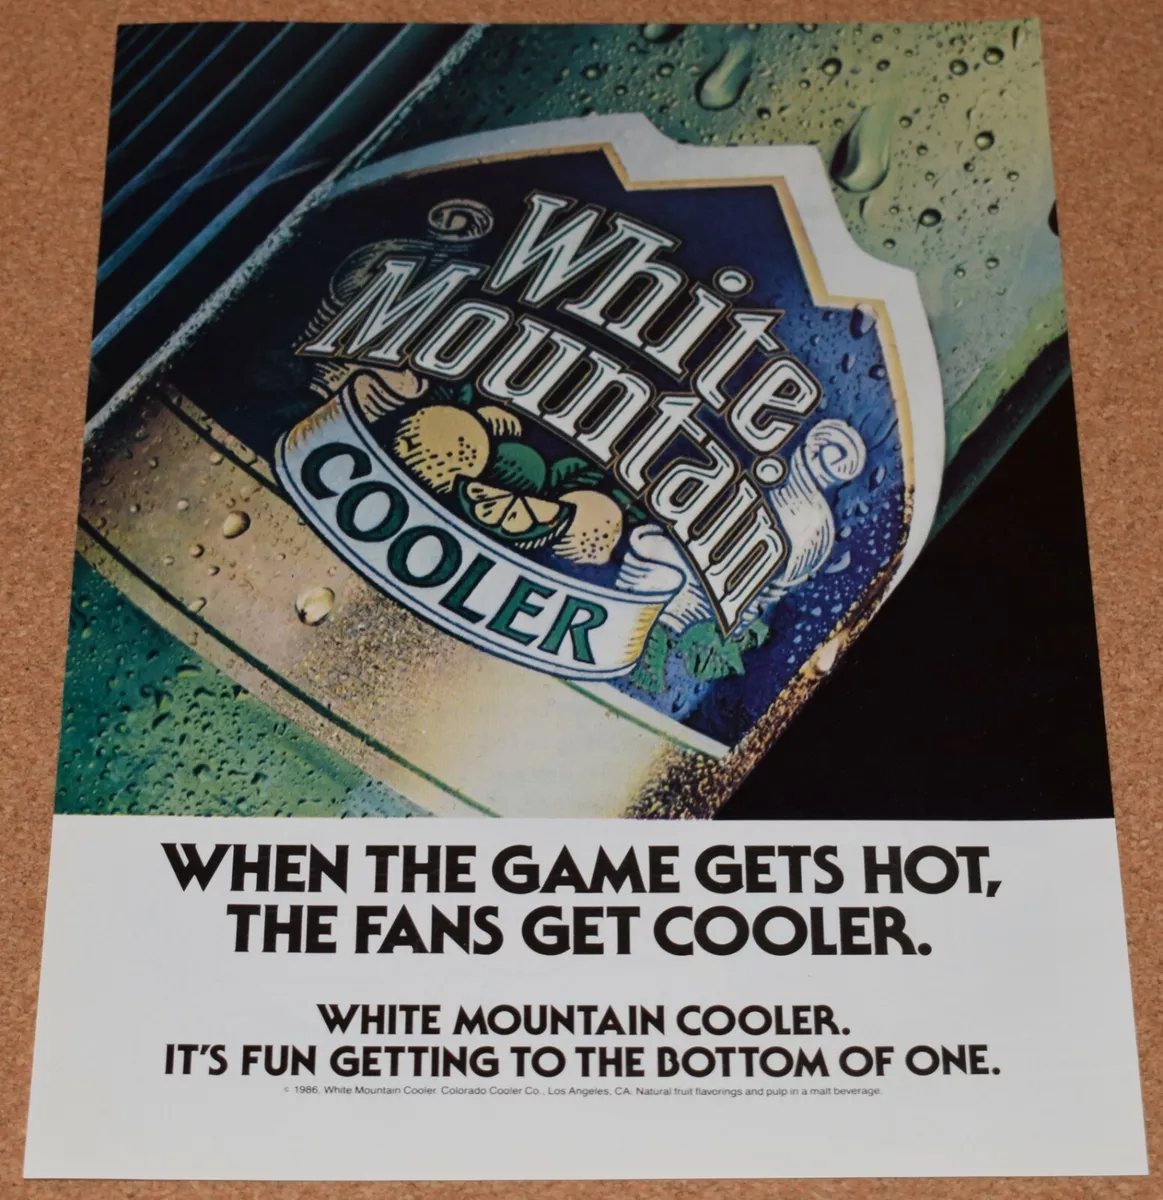 White
Mountain
COOLER
WHEN THE GAME GETS HOT,
THE FANS GET COOLER.
WHITE MOUNTAIN COOLER.
IT'S FUN GETTING TO THE BOTTOM OF ONE.
© 1986, White Mountain Cooler. Colorado Cooler Co., Los Angeles, CA. Natural fruit flavorings and pulp in a malt beverage.